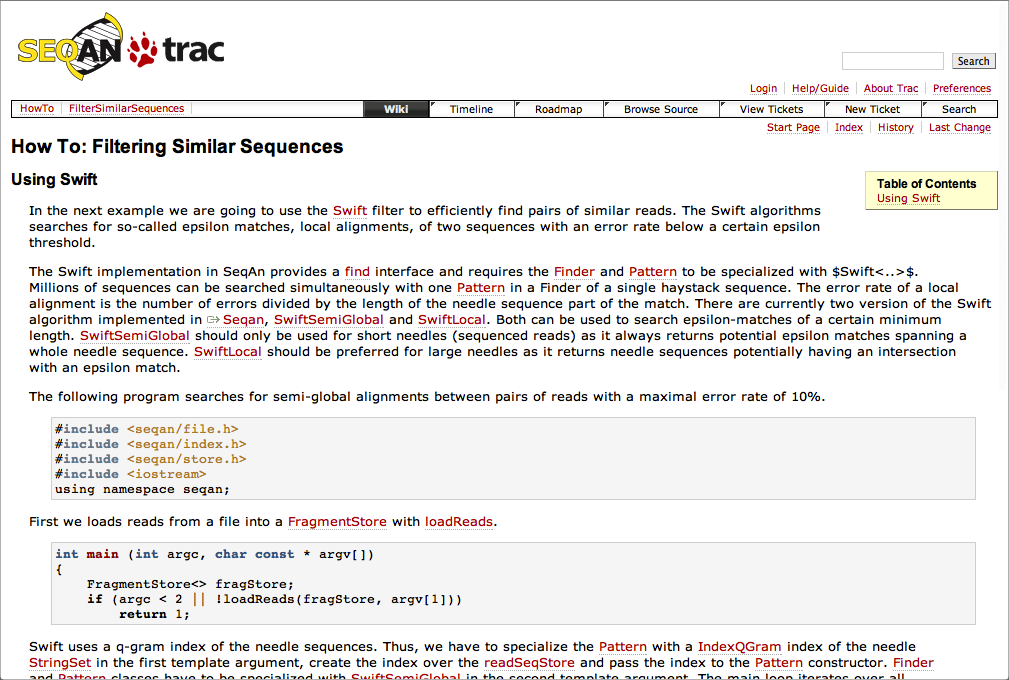 SEQAN trac
Search
Login Help/Guide About Trac Preferences
HowTo FilterSimilarSequences Wiki Timeline Roadmap Browse Source View Tickets New Ticket Search
Start Page Index History Last Change
How To: Filtering Similar Sequences
Using Swift
Table of Contents
Using Swift
In the next example we are going to use the Swift filter to efficiently find pairs of similar reads. The Swift algorithms
searches for so-called epsilon matches, local alignments, of two sequences with an error rate below a certain epsilon
threshold.
The Swift implementation in SeqAn provides a find interface and requires the Finder and Pattern to be specialized with $Swift<..>$.
Millions of sequences can be searched simultaneously with one Pattern in a Finder of a single haystack sequence. The error rate of a local
alignment is the number of errors divided by the length of the needle sequence part of the match. There are currently two version of the Swift
algorithm implemented in Seqan, SwiftSemiGlobal and SwiftLocal. Both can be used to search epsilon-matches of a certain minimum
length. SwiftSemiGlobal should only be used for short needles (sequenced reads) as it always returns potential epsilon matches spanning a
whole needle sequence. SwiftLocal should be preferred for large needles as it returns needle sequences potentially having an intersection
with an epsilon match.
The following program searches for semi-global alignments between pairs of reads with a maximal error rate of 10%.
#include <seqan/file.h>
#include <seqan/index.h>
#include <seqan/store.h>
#include <iostream>
using namespace seqan;
First we loads reads from a file into a FragmentStore with loadReads.
int main (int argc, char const * argv[])
{
FragmentStore<> fragStore;
if (argc < 2 || !loadReads(fragStore, argv[1]))
return 1;
Swift uses a q-gram index of the needle sequences. Thus, we have to specialize the Pattern with a IndexQGram index of the needle
StringSet in the first template argument, create the index over the readSeqStore and pass the index to the Pattern constructor. Finder
and Pattern classes have to be specialized with SwiftSemiGlobal in the second template argument. The main loop iterates over all